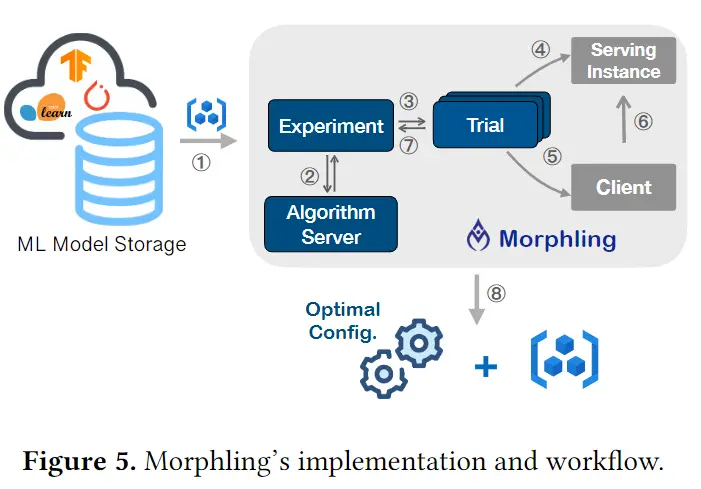 TF
learn
ML Model Storage
①
Experiment
②
Algorithm
Server
③
⑦
Trial
④
Serving
Instance
⑥
⑤
Client
Morphling
⑧
Optimal
Config.
+
Figure 5. Morphling's implementation and workflow.